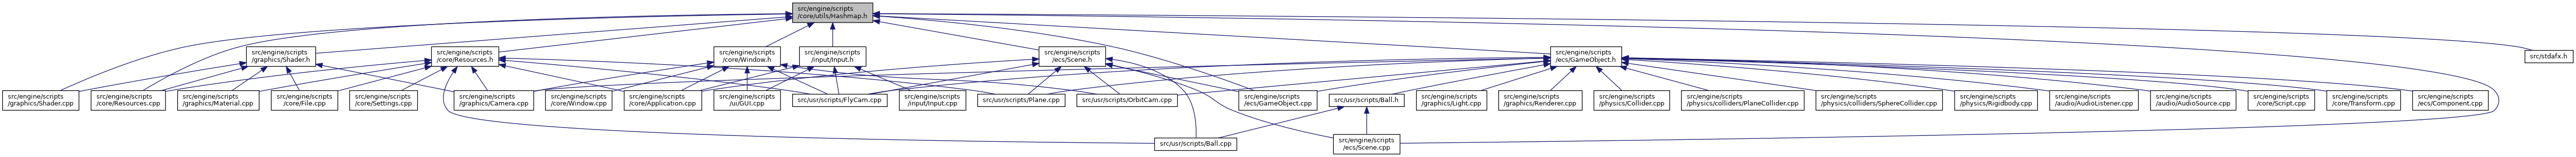 src/engine/scripts
/core/utils/Hashmap.h
src/engine/scripts
/graphics/Shader.h
src/engine/scripts
/core/Resources.h
src/engine/scripts
/core/Window.h
src/engine/scripts
/input/Input.h
src/engine/scripts
/ecs/Scene.h
src/engine/scripts
/ecs/GameObject.h
src/stdafx.h
src/engine/scripts
/graphics/Shader.cpp
src/engine/scripts
/core/Resources.cpp
src/engine/scripts
/graphics/Material.cpp
src/engine/scripts
/core/File.cpp
src/engine/scripts
/core/Settings.cpp
src/engine/scripts
/graphics/Camera.cpp
src/engine/scripts
/core/Window.cpp
src/engine/scripts
/core/Application.cpp
src/engine/scripts
/ui/GUI.cpp
src/usr/scripts/FlyCam.cpp
src/engine/scripts
/input/Input.cpp
src/usr/scripts/Plane.cpp
src/usr/scripts/OrbitCam.cpp
src/engine/scripts
/ecs/GameObject.cpp
src/usr/scripts/Ball.h
src/engine/scripts
/graphics/Light.cpp
src/engine/scripts
/graphics/Renderer.cpp
src/engine/scripts
/physics/Collider.cpp
src/engine/scripts
/physics/colliders/PlaneCollider.cpp
src/engine/scripts
/physics/colliders/SphereCollider.cpp
src/engine/scripts
/physics/Rigidbody.cpp
src/engine/scripts
/audio/AudioListener.cpp
src/engine/scripts
/audio/AudioSource.cpp
src/engine/scripts
/core/Script.cpp
src/engine/scripts
/core/Transform.cpp
src/engine/scripts
/ecs/Component.cpp
src/usr/scripts/Ball.cpp
src/engine/scripts
/ecs/Scene.cpp